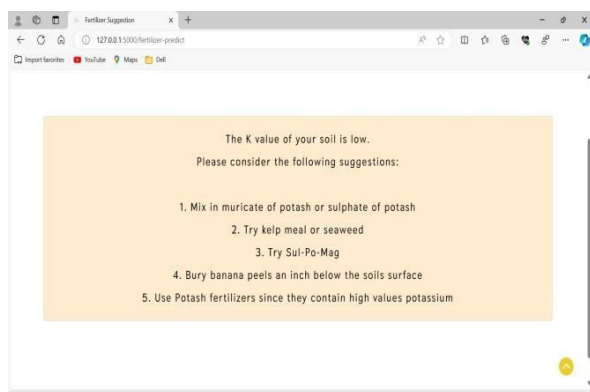 Fertilizer Suggestion
127.0.0.1:5000/fertilizer-predict
Import favorites YouTube Maps Dell
The K value of your soil is low.
Please consider the following suggestions:
1. Mix in muricate of potash or sulphate of potash
2. Try kelp meal or seaweed
3. Try Sul-Po-Mag
4. Bury banana peels an inch below the soils surface
5. Use Potash fertilizers since they contain high values potassium